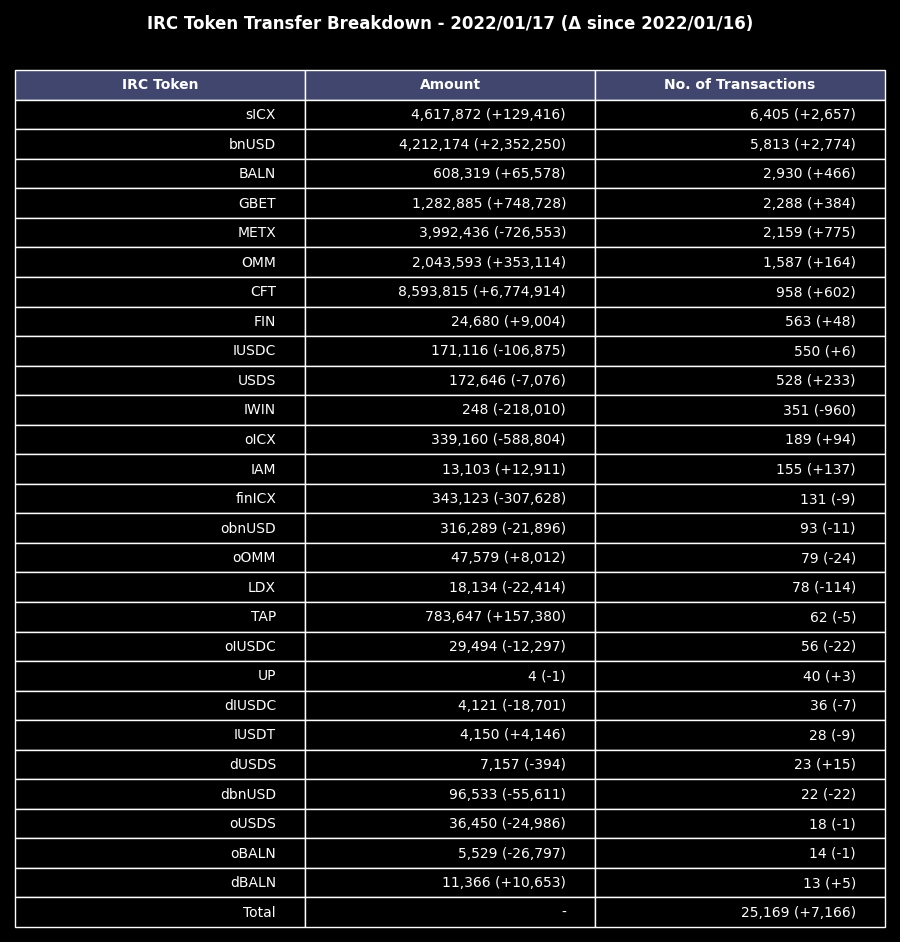 IRC Token Transfer Breakdown - 2022/01/17 (Δ since 2022/01/16)
IRC Token Amount No. of Transactions
sICX 4,617,872 (+129,416) 6,405 (+2,657)
bnUSD 4,212,174 (+2,352,250) 5,813 (+2,774)
BALN 608,319 (+65,578) 2,930 (+466)
GBET 1,282,885 (+748,728) 2,288 (+384)
METX 3,992,436 (-726,553) 2,159 (+775)
OMM 2,043,593 (+353,114) 1,587 (+164)
CFT 8,593,815 (+6,774,914) 958 (+602)
FIN 24,680 (+9,004) 563 (+48)
IUSDC 171,116 (-106,875) 550 (+6)
USDS 172,646 (-7,076) 528 (+233)
IWIN 248 (-218,010) 351 (-960)
oICX 339,160 (-588,804) 189 (+94)
IAM 13,103 (+12,911) 155 (+137)
finICX 343,123 (-307,628) 131 (-9)
obnUSD 316,289 (-21,896) 93 (-11)
oOMM 47,579 (+8,012) 79 (-24)
LDX 18,134 (-22,414) 78 (-114)
TAP 783,647 (+157,380) 62 (-5)
oIUSDC 29,494 (-12,297) 56 (-22)
UP 4 (-1) 40 (+3)
dIUSDC 4,121 (-18,701) 36 (-7)
IUSDT 4,150 (+4,146) 28 (-9)
dUSDS 7,157 (-394) 23 (+15)
dbnUSD 96,533 (-55,611) 22 (-22)
oUSDS 36,450 (-24,986) 18 (-1)
oBALN 5,529 (-26,797) 14 (-1)
dBALN 11,366 (+10,653) 13 (+5)
Total - 25,169 (+7,166)